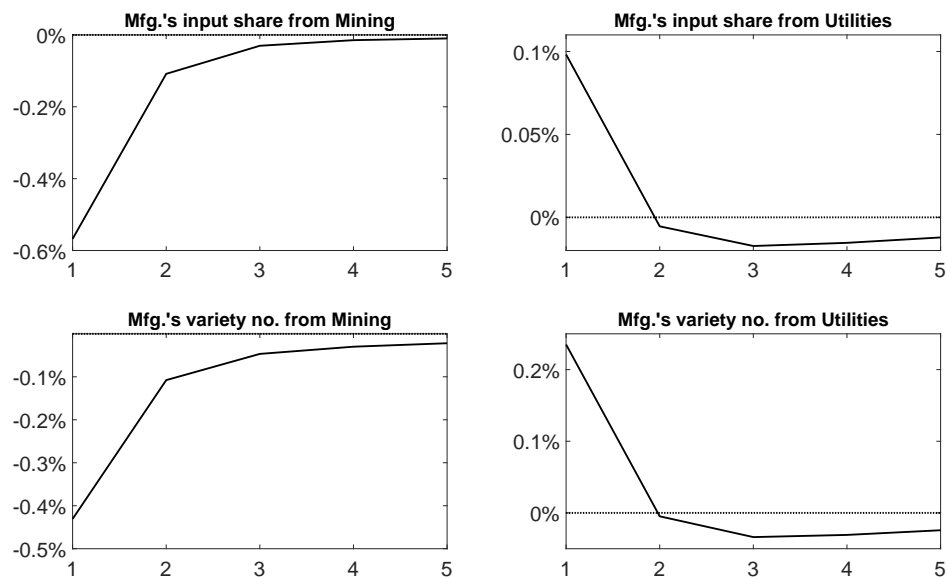 Mfg.'s input share from Mining
0%
-0.2%
-0.4%
-0.6%
1 2 3 4 5
Mfg.'s input share from Utilities
0.1%
0.05%
0%
1 2 3 4 5
Mfg.'s variety no. from Mining
-0.1%
-0.2%
-0.3%
-0.4%
-0.5%
1 2 3 4 5
Mfg.'s variety no. from Utilities
0.2%
0.1%
0%
1 2 3 4 5